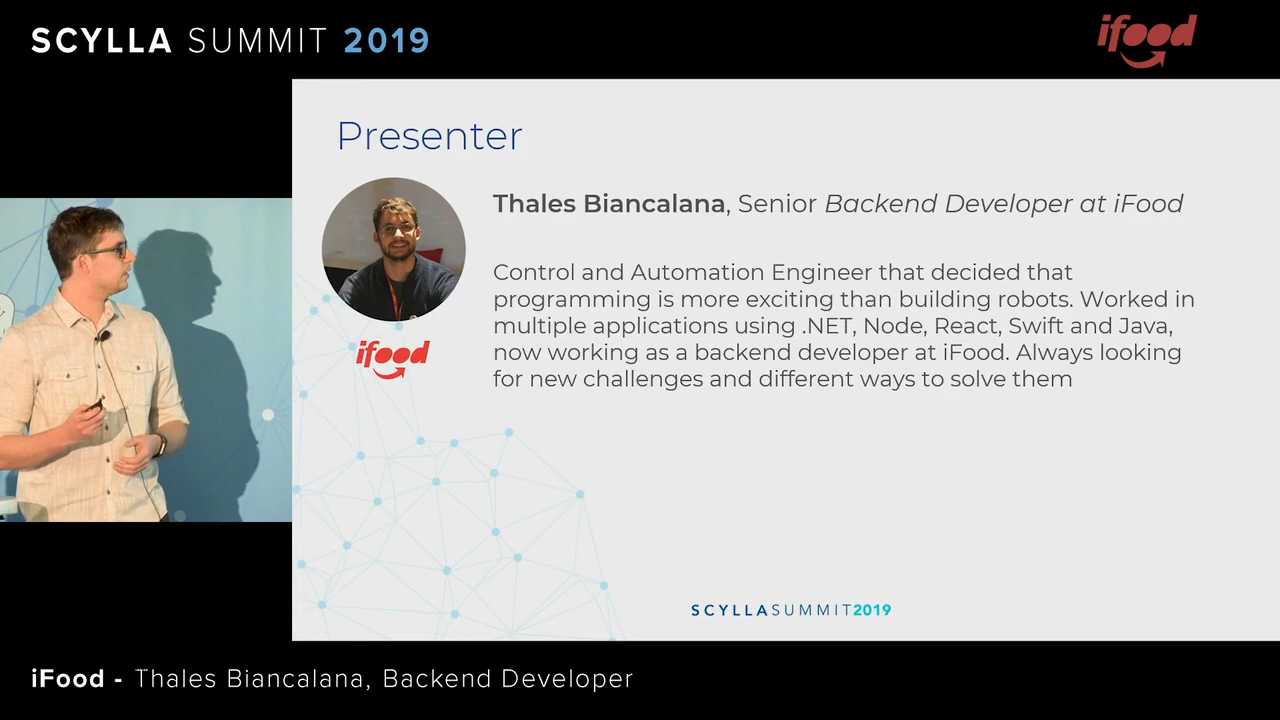 SCYLLA SUMMIT 2019
ifood
Presenter
Thales Biancalana, Senior Backend Developer at iFood
Control and Automation Engineer that decided that
programming is more exciting than building robots. Worked in
multiple applications using .NET, Node, React, Swift and Java,
now working as a backend developer at iFood. Always looking
for new challenges and different ways to solve them
ifood
SCYLLASUMMIT2019
iFood - Thales Biancalana, Backend Developer